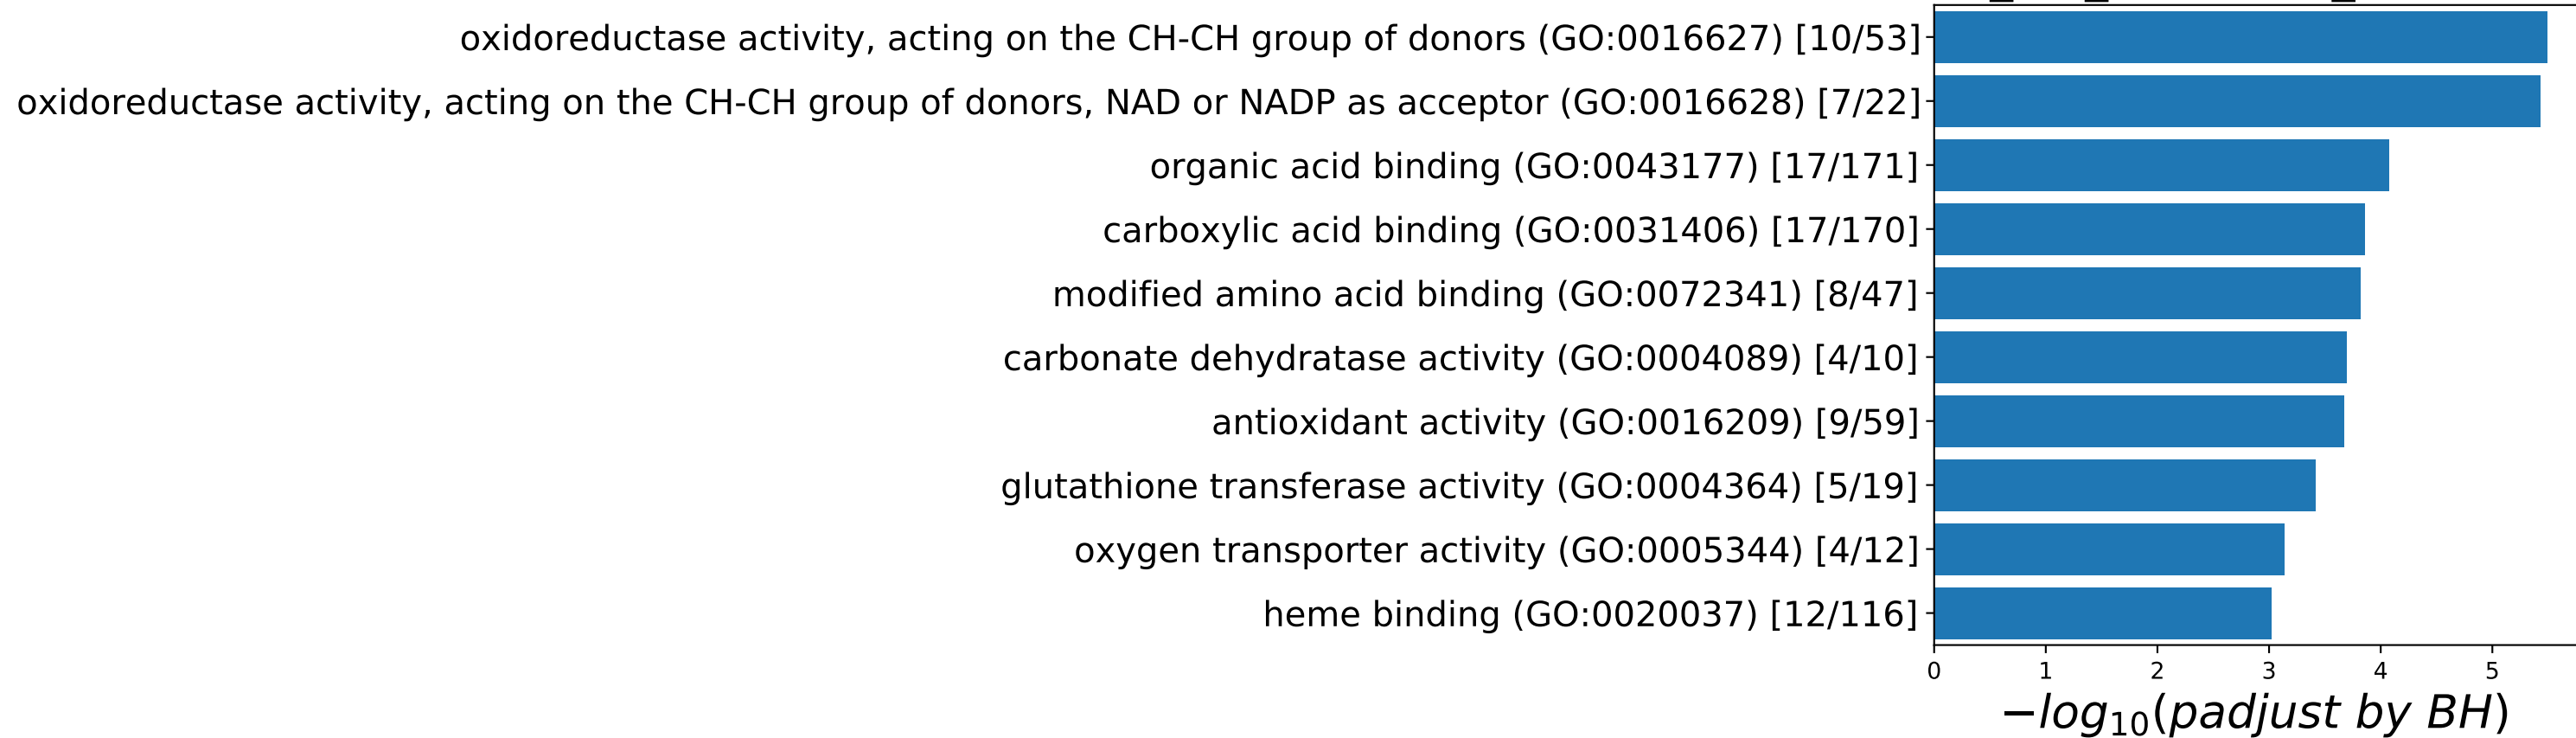 oxidoreductase activity, acting on the CH-CH group of donors (GO:0016627) [10/53]
oxidoreductase activity, acting on the CH-CH group of donors, NAD or NADP as acceptor (GO:0016628) [7/22]
organic acid binding (GO:0043177) [17/171]
carboxylic acid binding (GO:0031406) [17/170]
modified amino acid binding (GO:0072341) [8/47]
carbonate dehydratase activity (GO:0004089) [4/10]
antioxidant activity (GO:0016209) [9/59]
glutathione transferase activity (GO:0004364) [5/19]
oxygen transporter activity (GO:0005344) [4/12]
heme binding (GO:0020037) [12/116]
0 1 2 3 4 5
−log₁₀(padjust by BH)